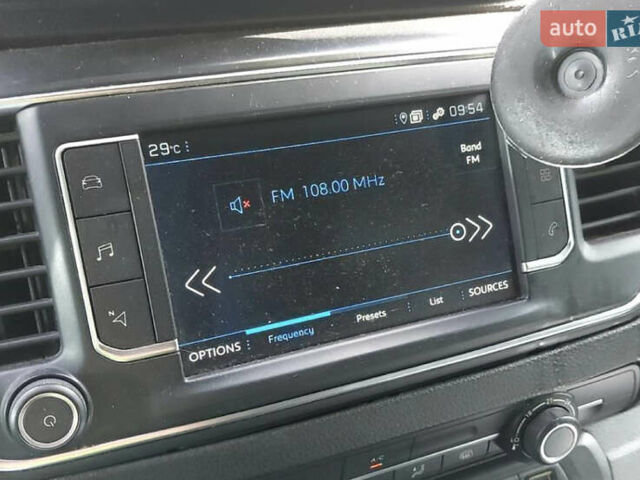 auto RIA
09:54
29°C
Band
FM
FM 108.00 MHz
OPTIONS
Frequency
Presets
List
SOURCES
N
A/C